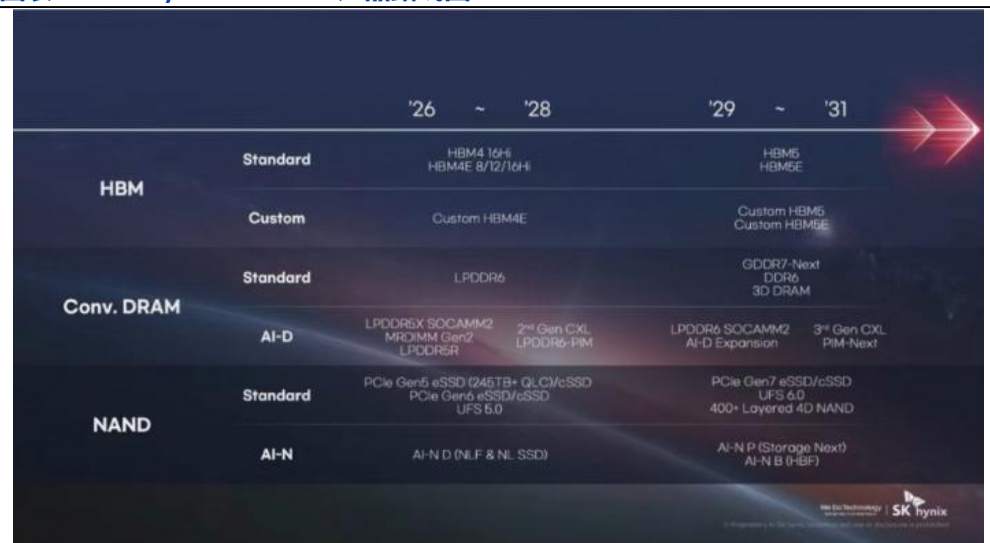 '26 ~ '28 '29 ~ '31
HBM
Standard
HBM4 16Hi
HBM4E 8/12/16Hi
HBM5
HBM5E
Custom
Custom HBM4E
Custom HBM5
Custom HBM5E
Conv. DRAM
Standard
LPDDR6
GDDR7-Next
DDR6
3D DRAM
AI-D
LPDDR5X SOCAMM2
MRDIMM Gen2
LPDDR5R
2nd Gen CXL
LPDDR6-PIM
LPDDR6 SOCAMM2
AI-D Expansion
3rd Gen CXL
PIM-Next
NAND
Standard
PCIe Gen5 eSSD (245TB+ QLC)/cSSD
PCIe Gen6 eSSD/cSSD
UFS 5.0
PCIe Gen7 eSSD/cSSD
UFS 6.0
400+ Layered 4D NAND
AI-N
AI-N D (NLF & NL SSD)
AI-N P (Storage Next)
AI-N B (HBF)
We Do Technology
SK hynix